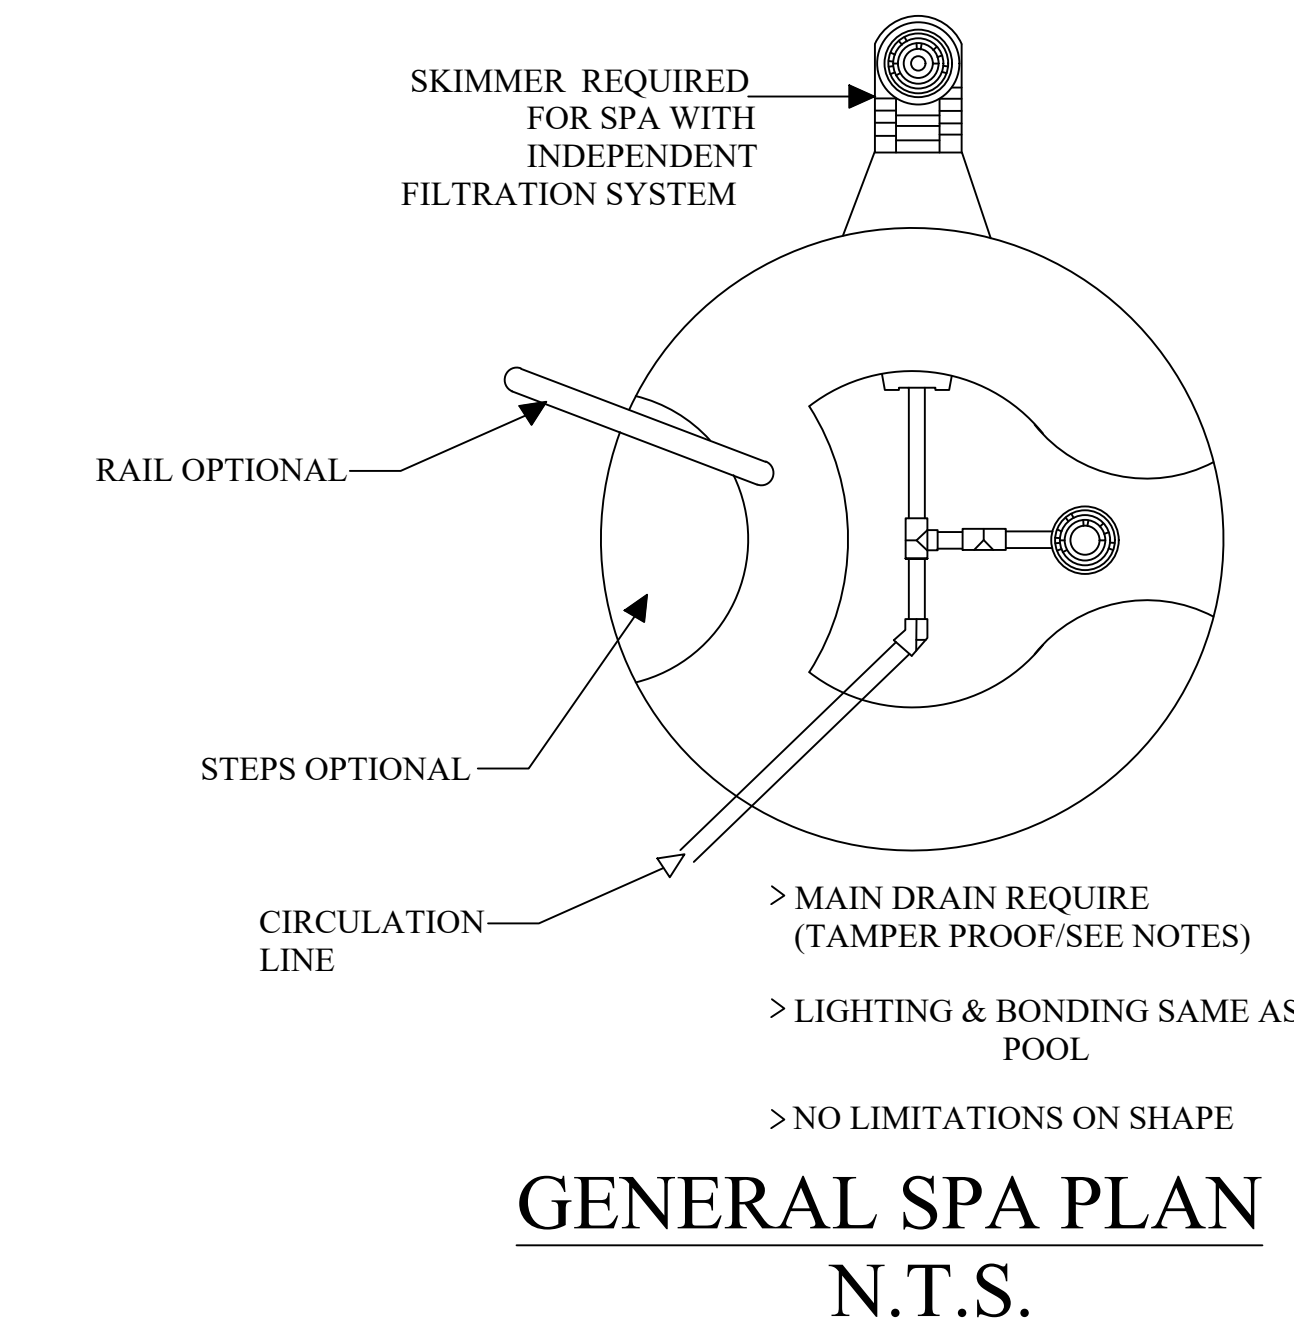 SKIMMER REQUIRED
FOR SPA WITH
INDEPENDENT
FILTRATION SYSTEM
RAIL OPTIONAL
STEPS OPTIONAL
CIRCULATION
LINE
> MAIN DRAIN REQUIRE
(TAMPER PROOF/SEE NOTES)
> LIGHTING & BONDING SAME AS
POOL
> NO LIMITATIONS ON SHAPE
GENERAL SPA PLAN
N.T.S.